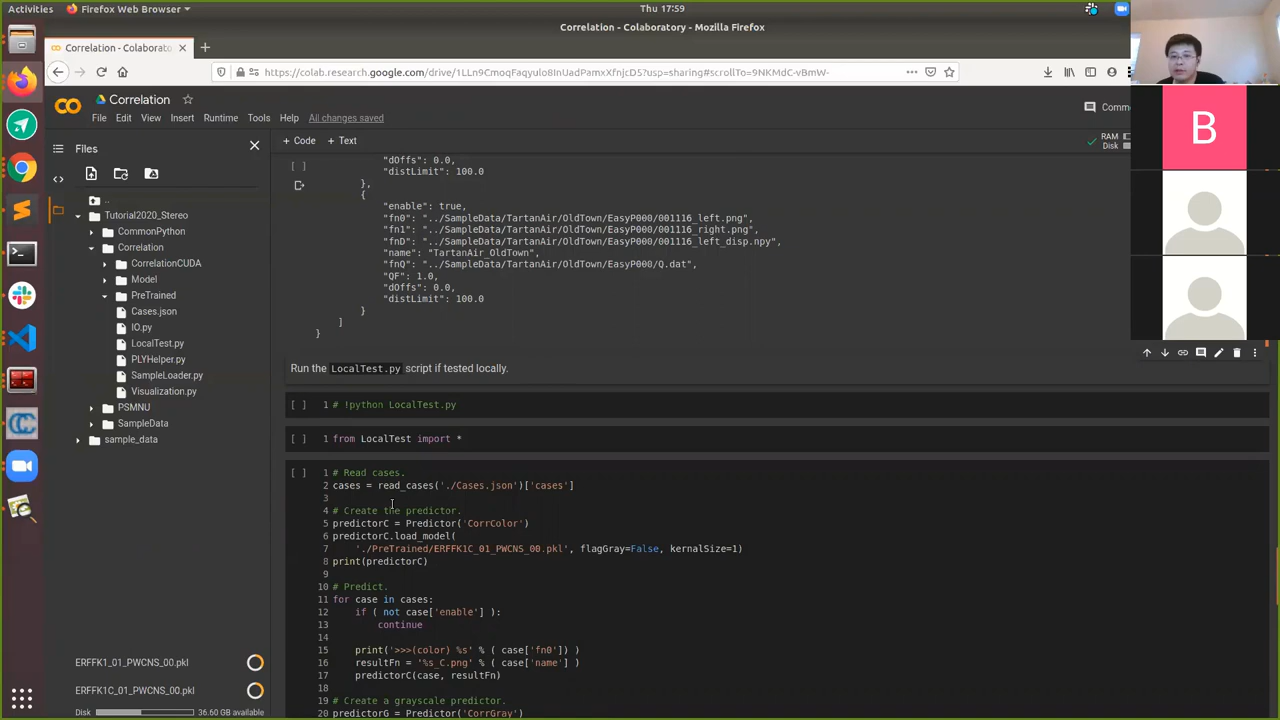 Activities
Firefox Web Browser
Thu 17:59
Correlation - Colaboratory - Mozilla Firefox
Correlation - Colaborato
https://colab.research.google.com/drive/1LLn9CmoqFaqyulo8InUadPamxXfnjcD5?usp=sharing#scrollTo=9NKMdC-vBmW-
Correlation
File Edit View Insert Runtime Tools Help All changes saved
Comm
Files
+ Code + Text
RAM
Disk
..
Tutorial2020_Stereo
CommonPython
Correlation
CorrelationCUDA
Model
PreTrained
Cases.json
IO.py
LocalTest.py
PLYHelper.py
SampleLoader.py
Visualization.py
PSMNU
SampleData
sample_data
ERFFK1_01_PWCNS_00.pkl
ERFFK1C_01_PWCNS_00.pkl
Disk 36.60 GB available
"dOffs": 0.0,
"distLimit": 100.0
},
{
"enable": true,
"fn0": "../SampleData/TartanAir/OldTown/EasyP000/001116_left.png",
"fn1": "../SampleData/TartanAir/OldTown/EasyP000/001116_right.png",
"fnD": "../SampleData/TartanAir/OldTown/EasyP000/001116_left_disp.npy",
"name": "TartanAir_OldTown",
"fnQ": "../SampleData/TartanAir/OldTown/EasyP000/Q.dat",
"QF": 1.0,
"dOffs": 0.0,
"distLimit": 100.0
}
]
}
Run the LocalTest.py script if tested locally.
[ ] 1 # !python LocalTest.py
[ ] 1 from LocalTest import *
[ ] 1 # Read cases.
2 cases = read_cases('./Cases.json')['cases']
3
4 # Create the predictor.
5 predictorC = Predictor('CorrColor')
6 predictorC.load_model(
7 './PreTrained/ERFFK1C_01_PWCNS_00.pkl', flagGray=False, kernalSize=1)
8 print(predictorC)
9
10 # Predict.
11 for case in cases:
12 if ( not case['enable'] ):
13 continue
14
15 print('>>>(color) %s' % ( case['fn0']) )
16 resultFn = '%s_C.png' % ( case['name'] )
17 predictorC(case, resultFn)
18
19 # Create a grayscale predictor.
20 predictorG = Predictor('CorrGray')
B